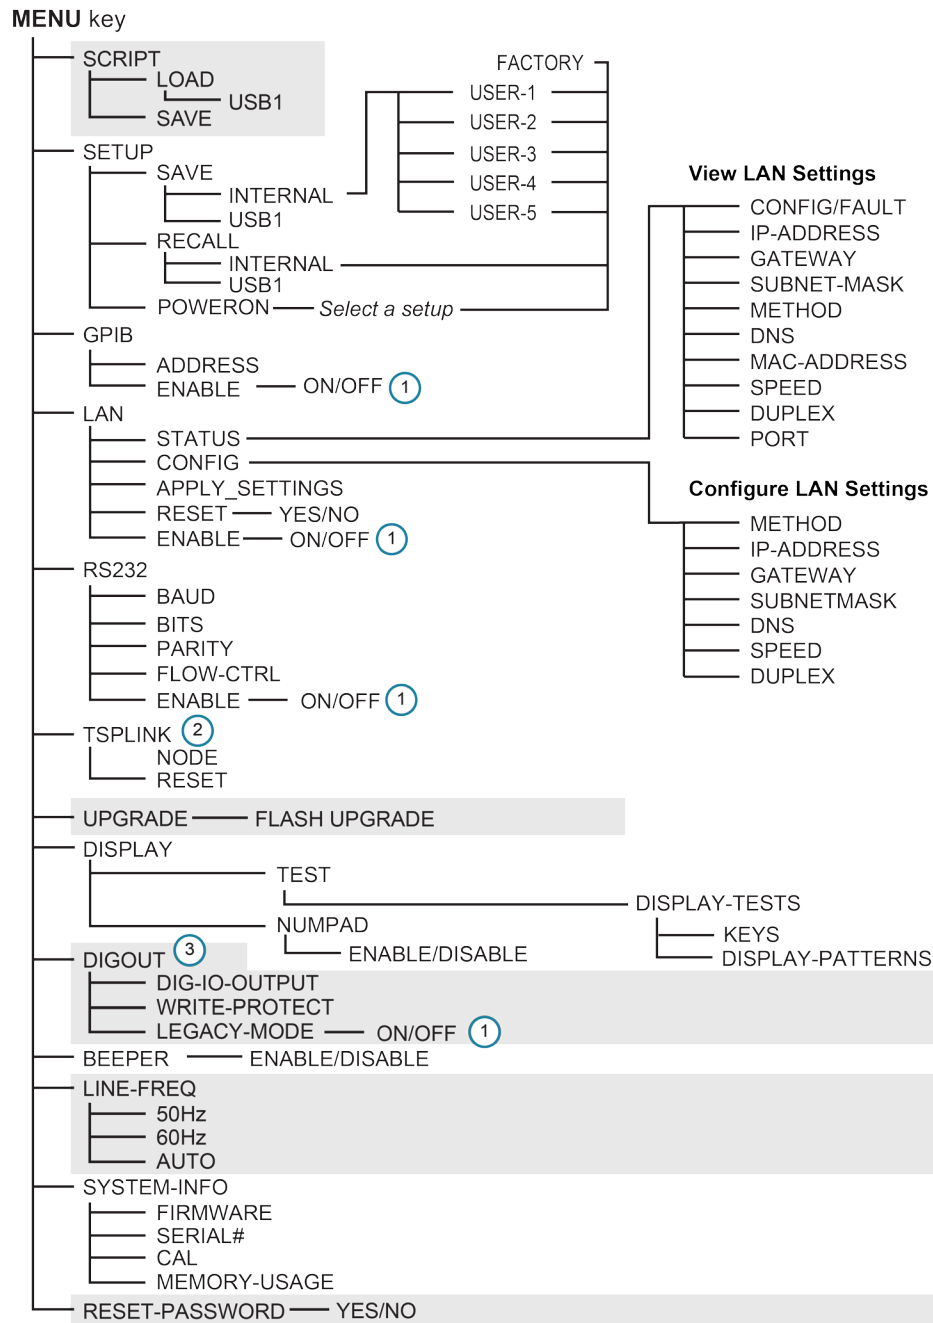 MENU key
SCRIPT
LOAD
USB1
SAVE
SETUP
SAVE
INTERNAL
USB1
RECALL
INTERNAL
USB1
POWERON
Select a setup
FACTORY
USER-1
USER-2
USER-3
USER-4
USER-5
GPIB
ADDRESS
ENABLE
ON/OFF 1
LAN
STATUS
CONFIG
APPLY_SETTINGS
RESET
YES/NO
ENABLE
ON/OFF 1
View LAN Settings
CONFIG/FAULT
IP-ADDRESS
GATEWAY
SUBNET-MASK
METHOD
DNS
MAC-ADDRESS
SPEED
DUPLEX
PORT
Configure LAN Settings
METHOD
IP-ADDRESS
GATEWAY
SUBNETMASK
DNS
SPEED
DUPLEX
RS232
BAUD
BITS
PARITY
FLOW-CTRL
ENABLE
ON/OFF 1
TSPLINK 2
NODE
RESET
UPGRADE
FLASH UPGRADE
DISPLAY
TEST
DISPLAY-TESTS
KEYS
DISPLAY-PATTERNS
NUMPAD
ENABLE/DISABLE
DIGOUT 3
DIG-IO-OUTPUT
WRITE-PROTECT
LEGACY-MODE
ON/OFF 1
BEEPER
ENABLE/DISABLE
LINE-FREQ
50Hz
60Hz
AUTO
SYSTEM-INFO
FIRMWARE
SERIAL#
CAL
MEMORY-USAGE
RESET-PASSWORD
YES/NO